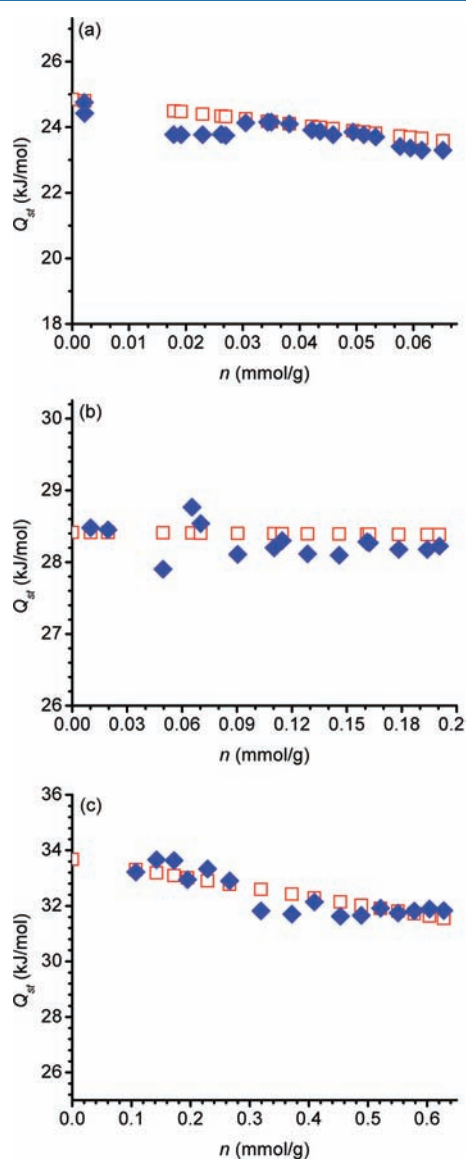 (a)
26
24
22
20
18
Qst (kJ/mol)
0.00 0.01 0.02 0.03 0.04 0.05 0.06
n (mmol/g)
(b)
30
29
28
27
26
Qst (kJ/mol)
0.00 0.03 0.06 0.09 0.12 0.15 0.18 0.2
n (mmol/g)
(c)
36
34
32
30
28
26
Qst (kJ/mol)
0.0 0.1 0.2 0.3 0.4 0.5 0.6
n (mmol/g)